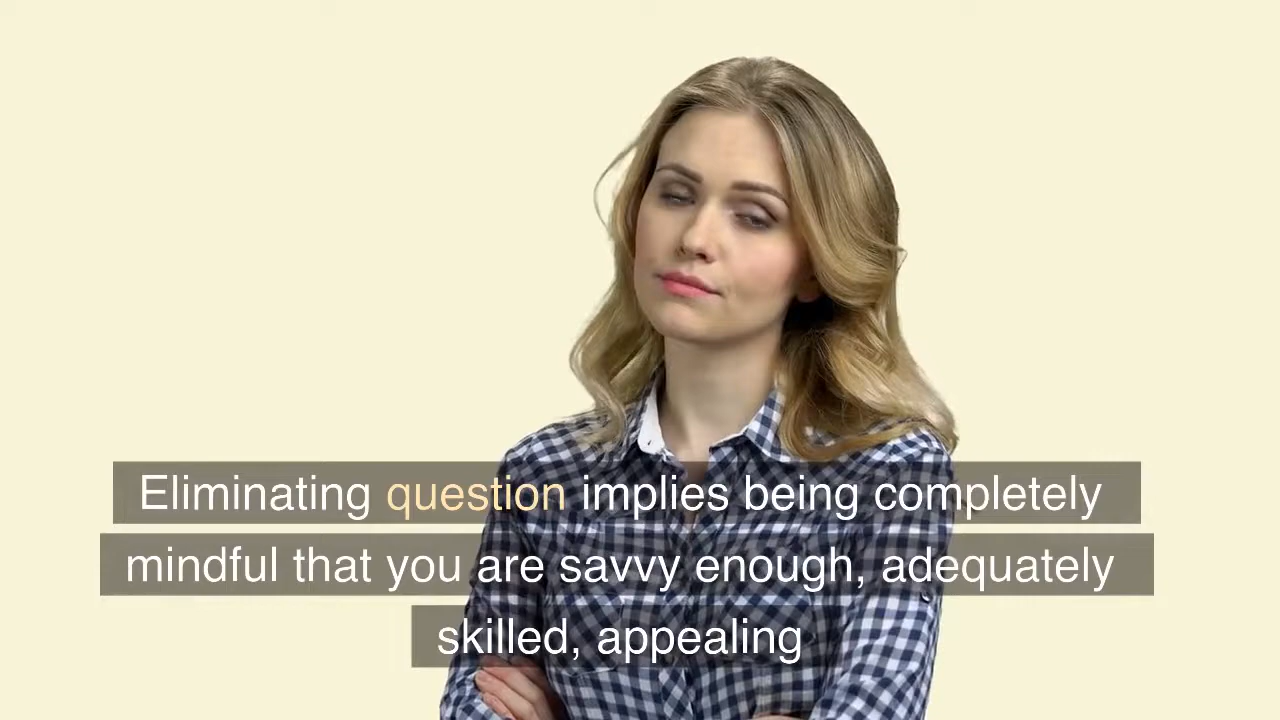 Eliminating question implies being completely
mindful that you are savvy enough, adequately
skilled, appealing